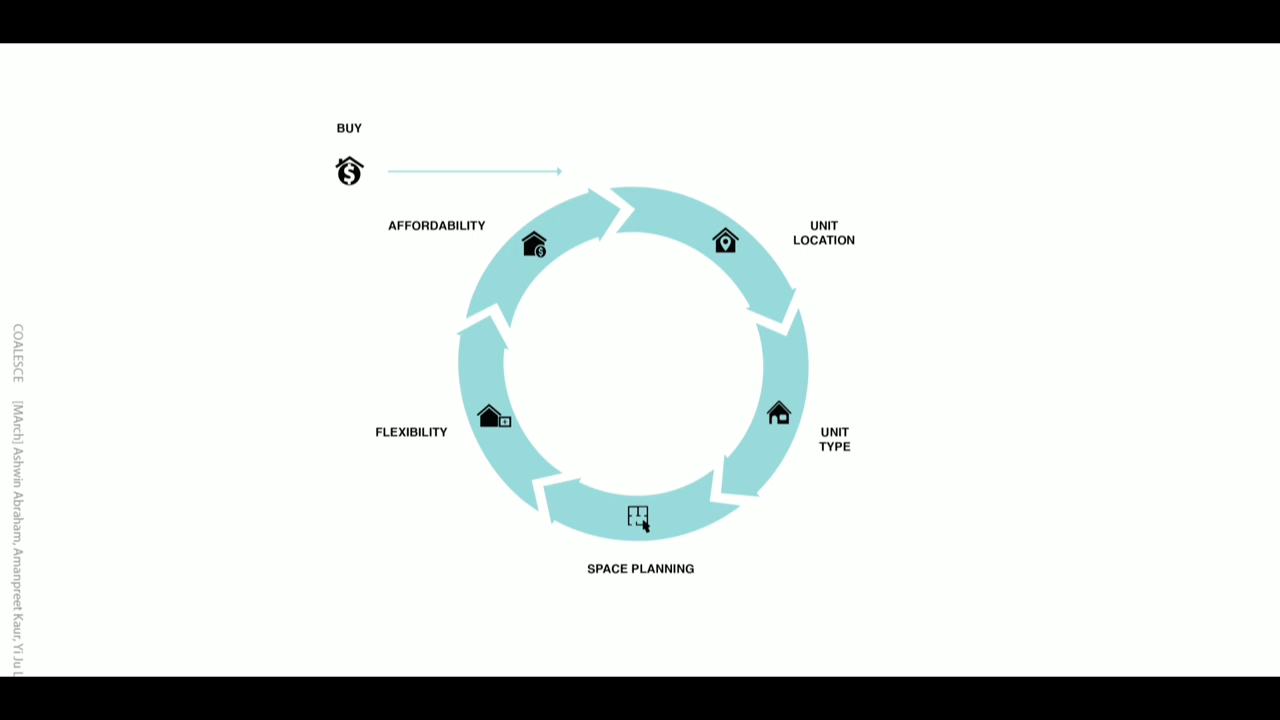 BUY
AFFORDABILITY
UNIT
LOCATION
FLEXIBILITY
UNIT
TYPE
SPACE PLANNING
COALESCE [MArch] Ashwin Abraham, Amanpreet Kaur, Yi Ju